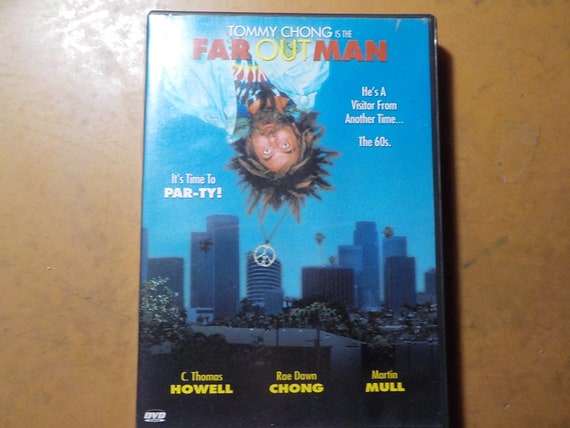 TOMMY CHONG IS THE
FAR OUT MAN
He's A
Visitor From
Another Time...
The 60s.
It's Time To
PAR-TY!
C. Thomas
HOWELL
Rae Dawn
CHONG
Martin
MULL
DVD